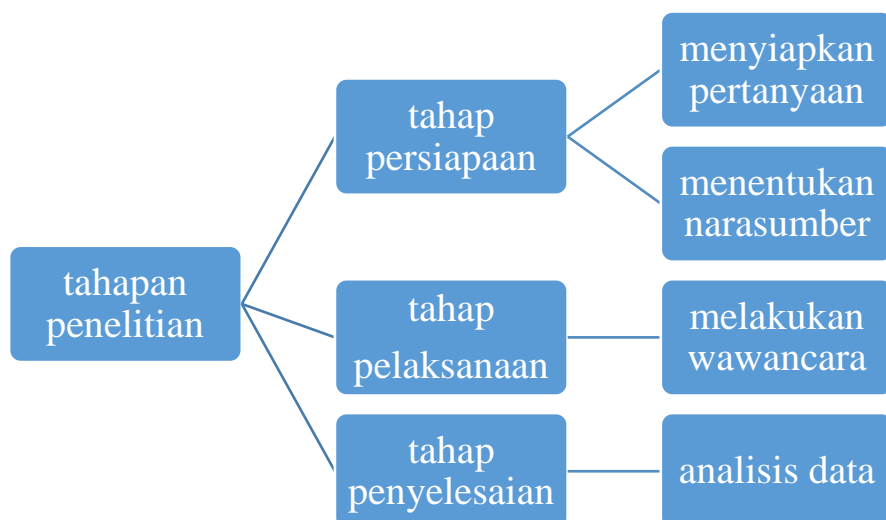 tahapan
penelitian
tahap
persiapaan
menyiapkan
pertanyaan
menentukan
narasumber
tahap
pelaksanaan
melakukan
wawancara
tahap
penyelesaian
analisis data